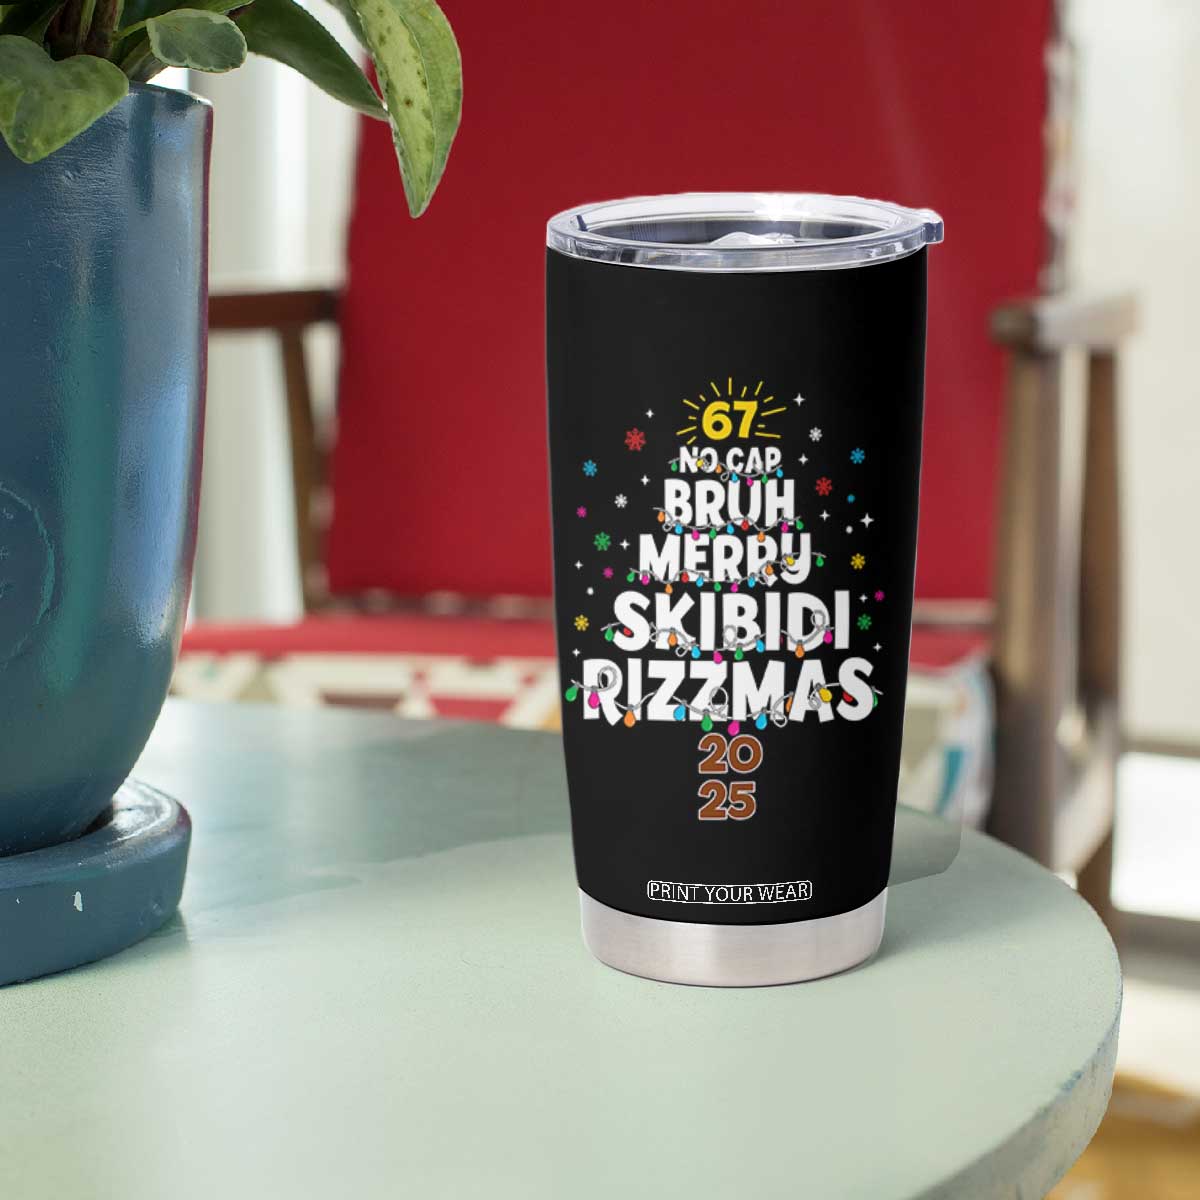 67
NO CAP
BRUH
MERRY
SKIBIDI
RIZZMAS
20
25
PRINT YOUR WEAR